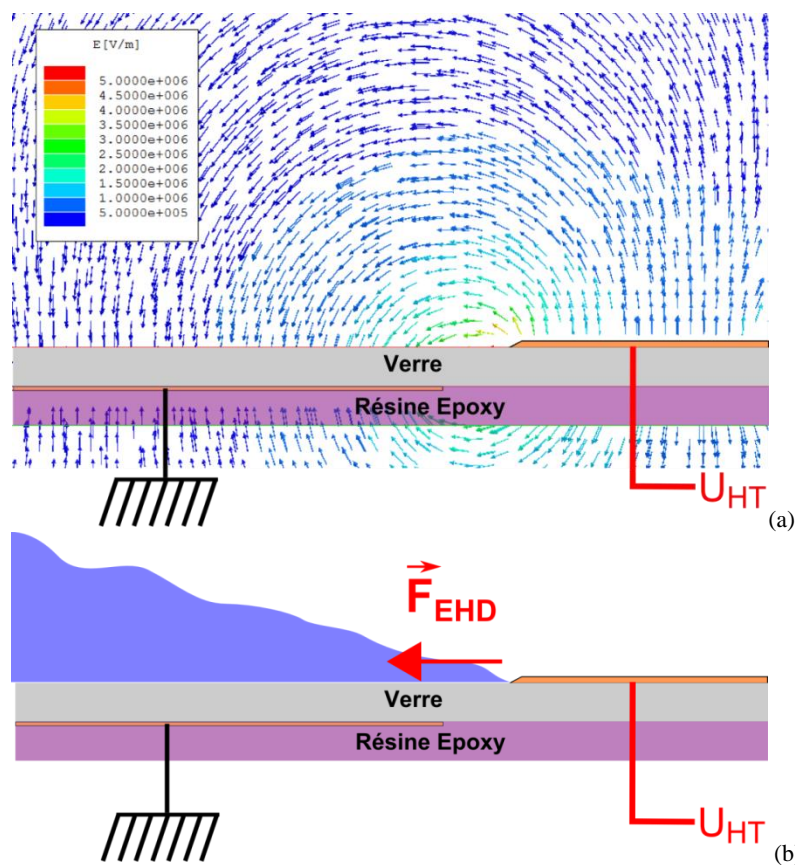 E[V/m]
5.0000e+006
4.5000e+006
4.0000e+006
3.5000e+006
3.0000e+006
2.5000e+006
2.0000e+006
1.5000e+006
1.0000e+006
5.0000e+005
Verre
Résine Epoxy
UHT
(a)
FEHD
Verre
Résine Epoxy
UHT
(b